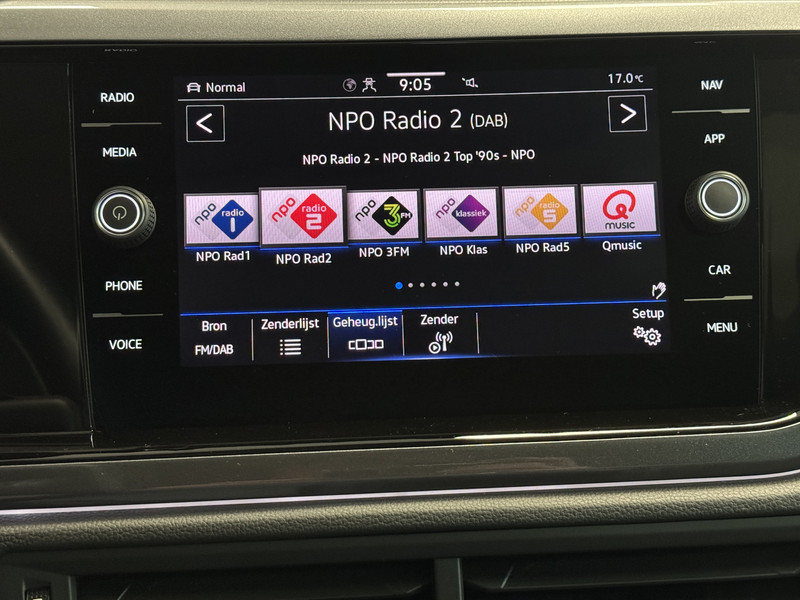 RADIO
MEDIA
PHONE
VOICE
Normal
9:05
17.0°C
NPO Radio 2 (DAB)
NPO Radio 2 - NPO Radio 2 Top '90s - NPO
npo radio 1
npo radio 2
npo 3FM
npo klassiek
npo radio 5
Q MUSIC
NPO Rad1
NPO Rad2
NPO 3FM
NPO Klas
NPO Rad5
Qmusic
Bron
FM/DAB
Zenderlijst
Geheug.lijst
Zender
Setup
NAV
APP
CAR
MENU